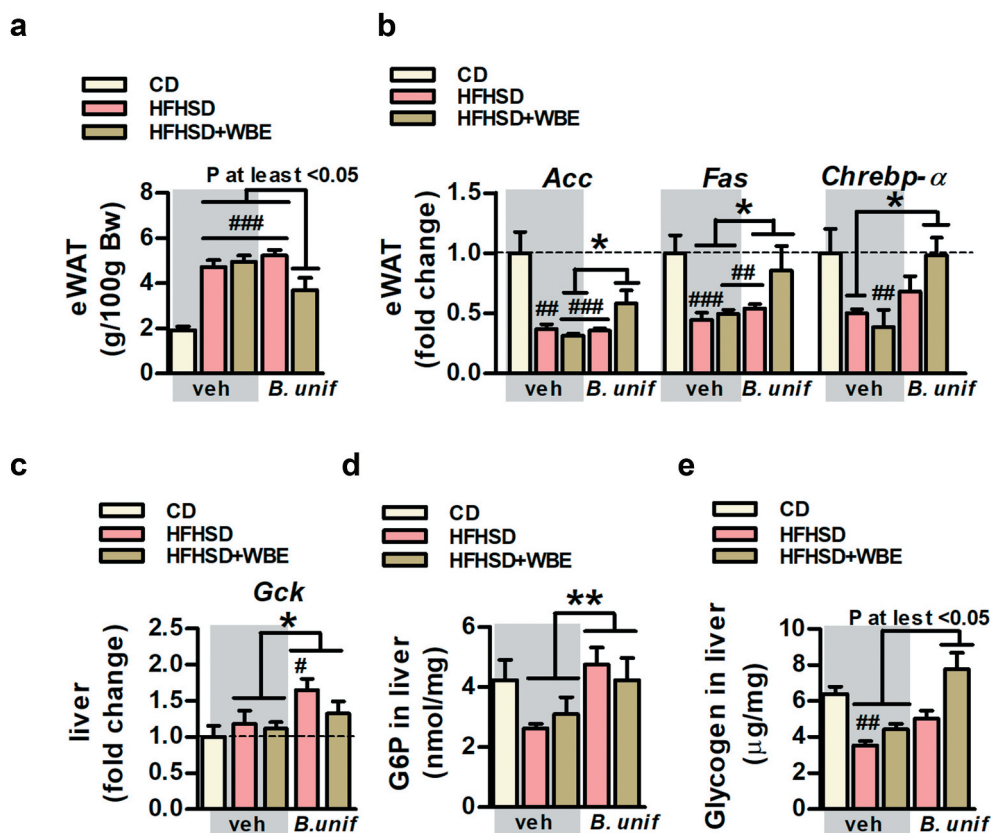 a
CD
HFHSD
HFHSD+WBE
P at least <0.05
###
eWAT
(g/100g Bw)
8
6
4
2
0
veh
B. unif
b
CD
HFHSD
HFHSD+WBE
Acc
Fas
Chrebp-α
*
*
*
##
###
###
##
##
eWAT
(fold change)
1.5
1.0
0.5
0.0
veh
B. unif
veh
B. unif
veh
B. unif
c
CD
HFHSD
HFHSD+WBE
Gck
*
#
liver
(fold change)
2.5
2.0
1.5
1.0
0.5
0.0
veh
B.unif
d
CD
HFHSD
HFHSD+WBE
**
G6P in liver
(nmol/mg)
6
4
2
0
veh
B. unif
e
CD
HFHSD
HFHSD+WBE
P at lest <0.05
##
Glycogen in liver
(µg/mg)
10
8
6
4
2
0
veh
B. unif